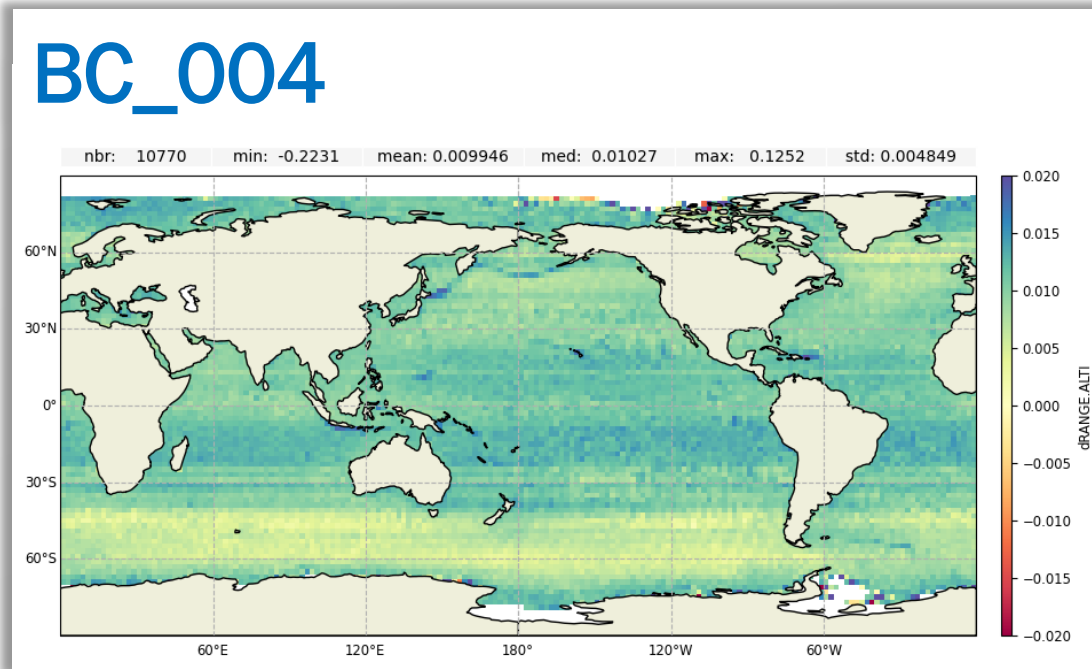 BC_004
nbr: 10770 min: -0.2231 mean: 0.009946 med: 0.01027 max: 0.1252 std: 0.004849
60°N
30°N
0°
30°S
60°S
60°E 120°E 180° 120°W 60°W
0.020
0.015
0.010
0.005
0.000
−0.005
−0.010
−0.015
−0.020
dRANGE.ALTI